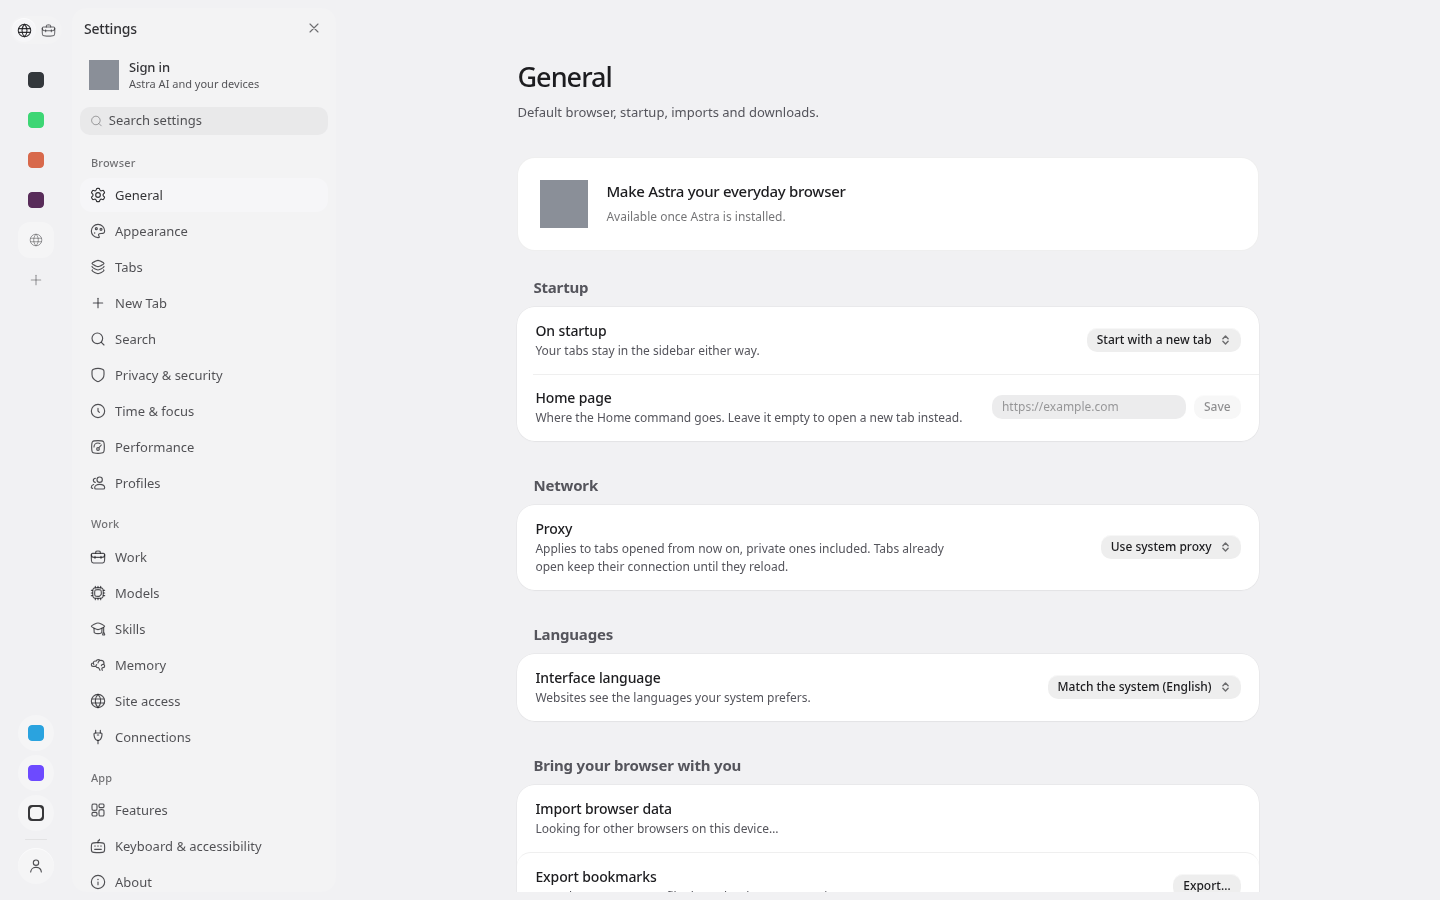 Settings
Sign in
Astra AI and your devices
Search settings
Browser
General
Appearance
Tabs
New Tab
Search
Privacy & security
Time & focus
Performance
Profiles
Work
Work
Models
Skills
Memory
Site access
Connections
App
Features
Keyboard & accessibility
About
General
Default browser, startup, imports and downloads.
Make Astra your everyday browser
Available once Astra is installed.
Startup
On startup
Your tabs stay in the sidebar either way.
Start with a new tab
Home page
Where the Home command goes. Leave it empty to open a new tab instead.
https://example.com
Save
Network
Proxy
Applies to tabs opened from now on, private ones included. Tabs already
open keep their connection until they reload.
Use system proxy
Languages
Interface language
Websites see the languages your system prefers.
Match the system (English)
Bring your browser with you
Import browser data
Looking for other browsers on this device...
Export bookmarks
Export...